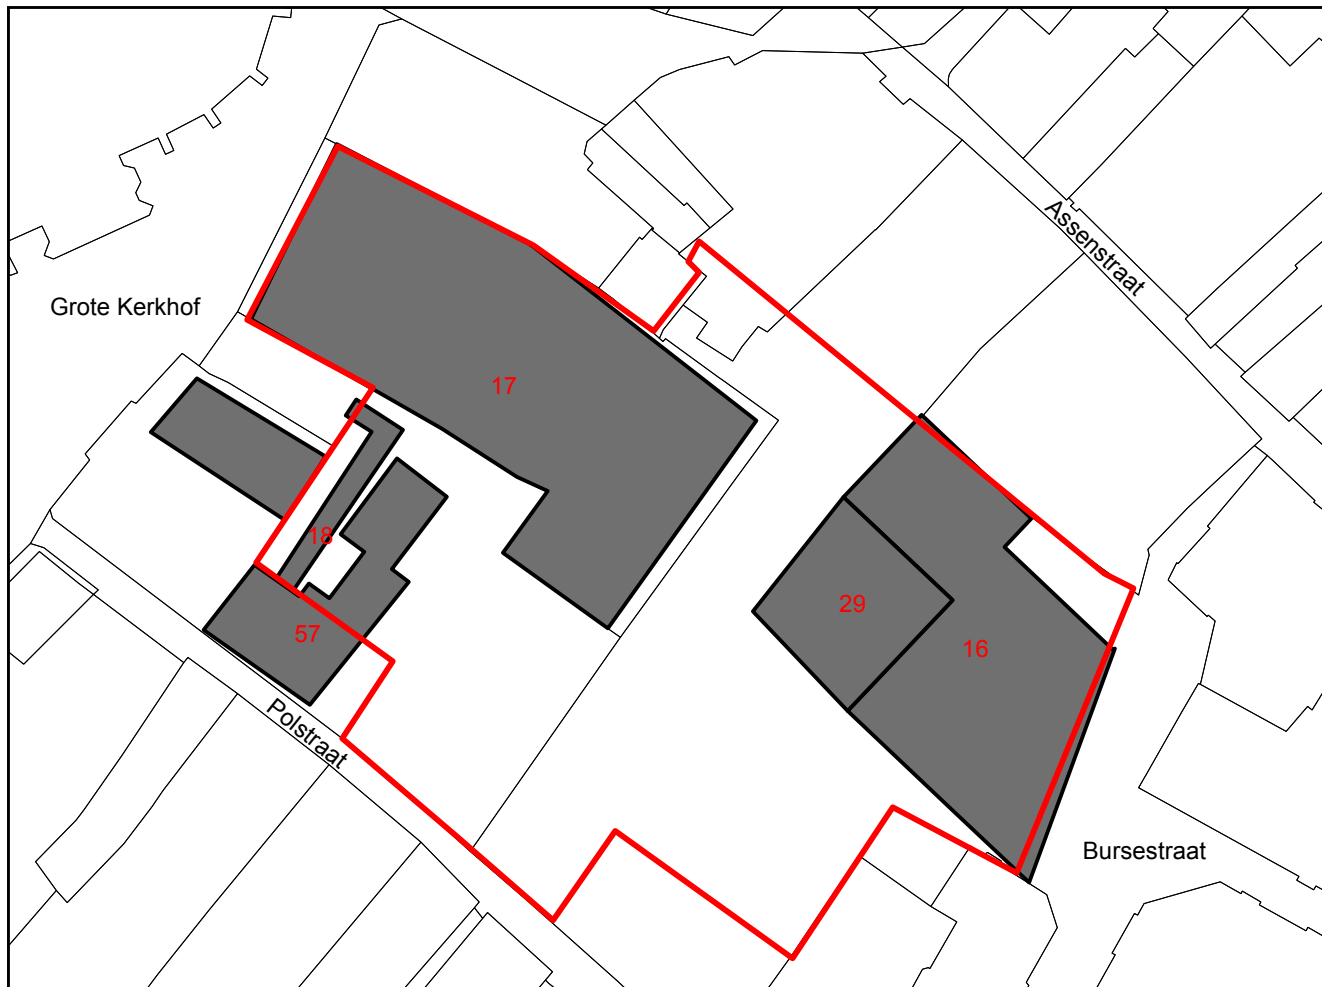 Assenstraat
Grote Kerkhof
17
18
29
57
16
Polstraat
Bursestraat